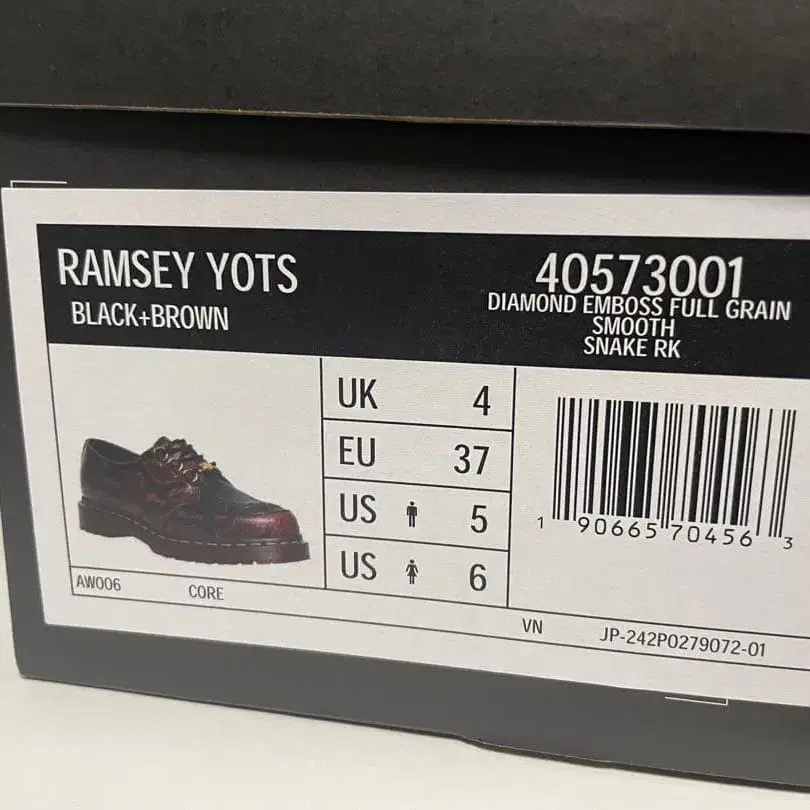 RAMSEY YOTS
BLACK+BROWN
40573001
DIAMOND EMBOSS FULL GRAIN
SMOOTH
SNAKE RK
UK 4
EU 37
US 5
US 6
1 90665 70456 3
AW006 CORE
VN JP-242P0279072-01